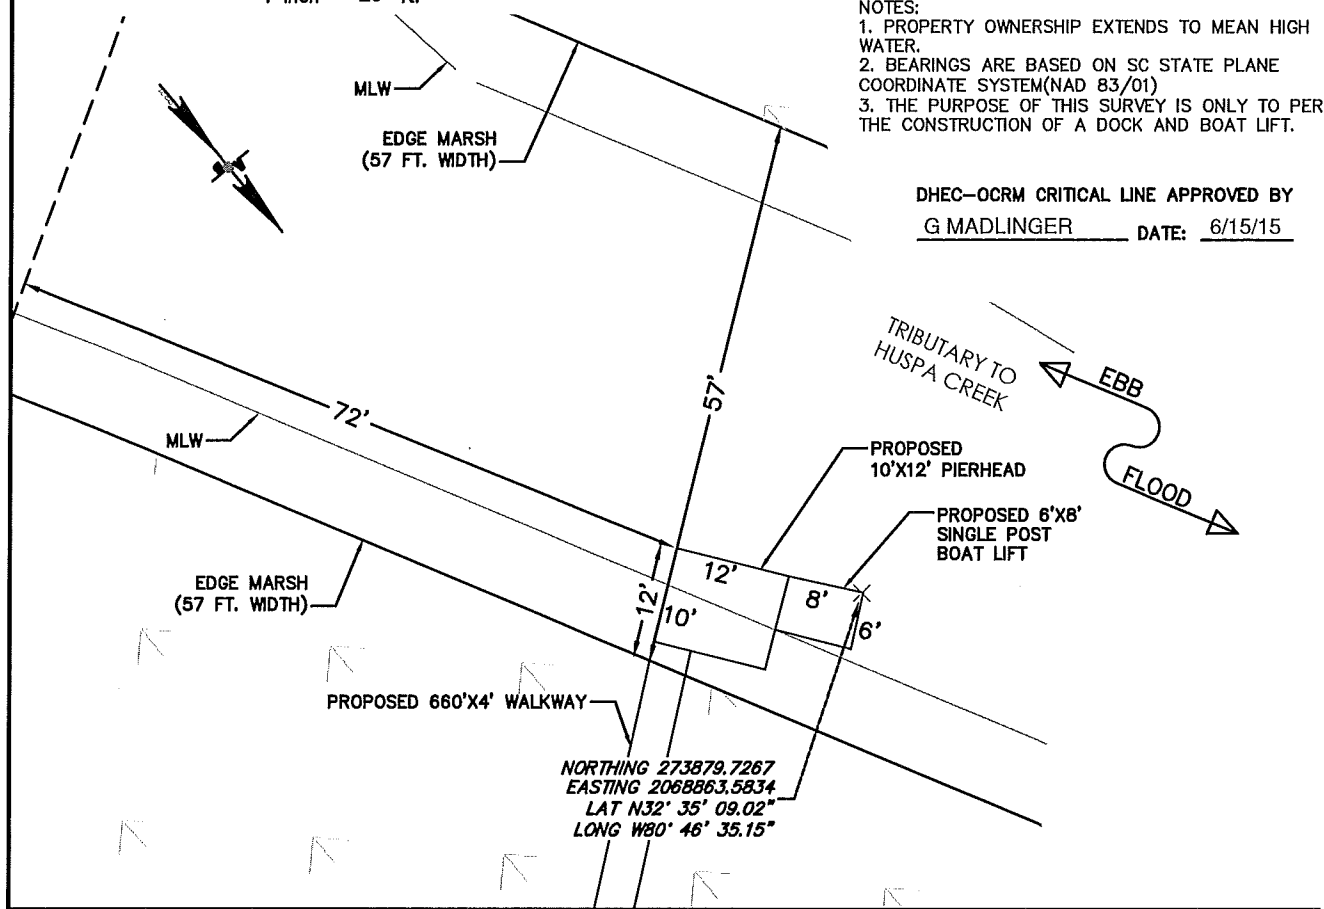 NOTES:
1. PROPERTY OWNERSHIP EXTENDS TO MEAN HIGH
WATER.
2. BEARINGS ARE BASED ON SC STATE PLANE
COORDINATE SYSTEM(NAD 83/01)
3. THE PURPOSE OF THIS SURVEY IS ONLY TO PER
THE CONSTRUCTION OF A DOCK AND BOAT LIFT.
MLW
EDGE MARSH
(57 FT. WIDTH)
DHEC-OCRM CRITICAL LINE APPROVED BY
G MADLINGER DATE: 6/15/15
TRIBUTARY TO
HUSPA CREEK
EBB
FLOOD
57'
72'
MLW
PROPOSED
10'X12' PIERHEAD
PROPOSED 6'X8'
SINGLE POST
BOAT LIFT
12'
8'
6'
12'
10'
EDGE MARSH
(57 FT. WIDTH)
PROPOSED 660'X4' WALKWAY
NORTHING 273879.7267
EASTING 2068863.5834
LAT N32° 35' 09.02"
LONG W80° 46' 35.15"